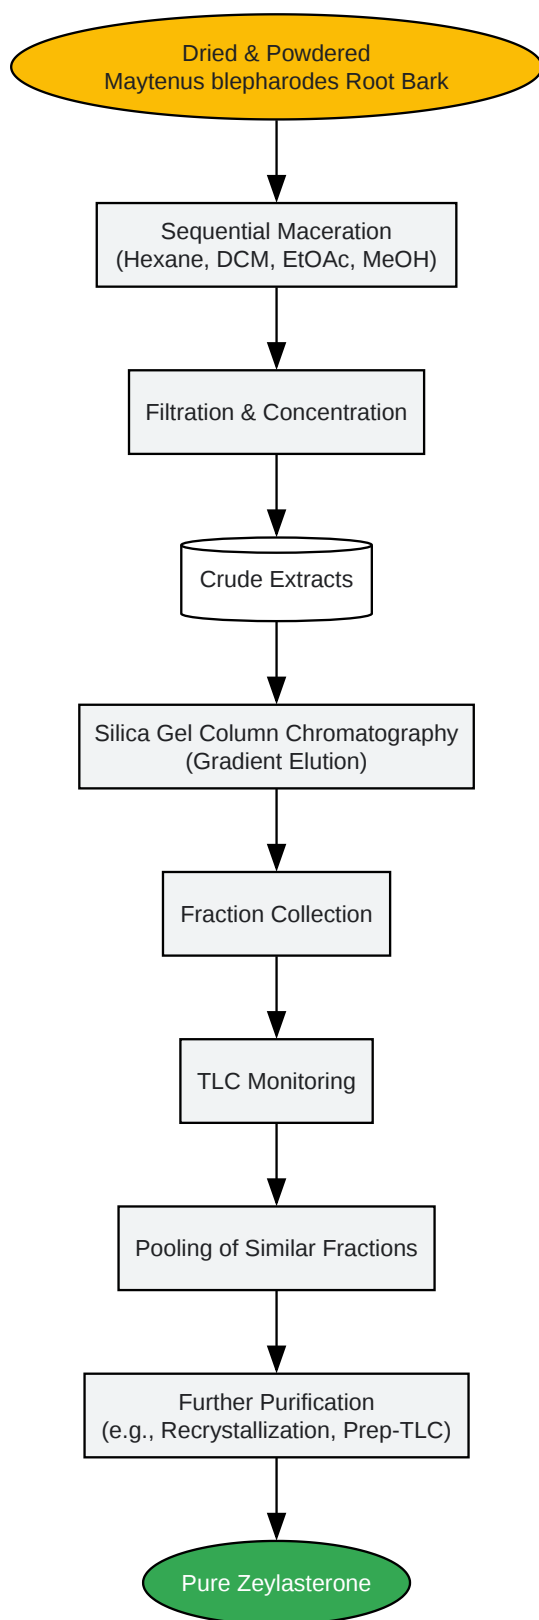 Dried & Powdered
Maytenus blepharodes Root Bark
Sequential Maceration
(Hexane, DCM, EtOAc, MeOH)
Filtration & Concentration
Crude Extracts
Silica Gel Column Chromatography
(Gradient Elution)
Fraction Collection
TLC Monitoring
Pooling of Similar Fractions
Further Purification
(e.g., Recrystallization, Prep-TLC)
Pure Zeylasterone